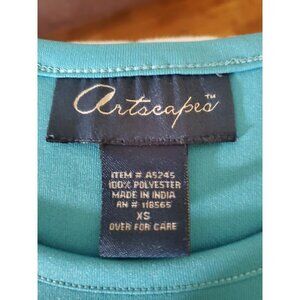 Artscapes™
ITEM # A5245
100% POLYESTER
MADE IN INDIA
RN # 118565
XS
OVER FOR CARE